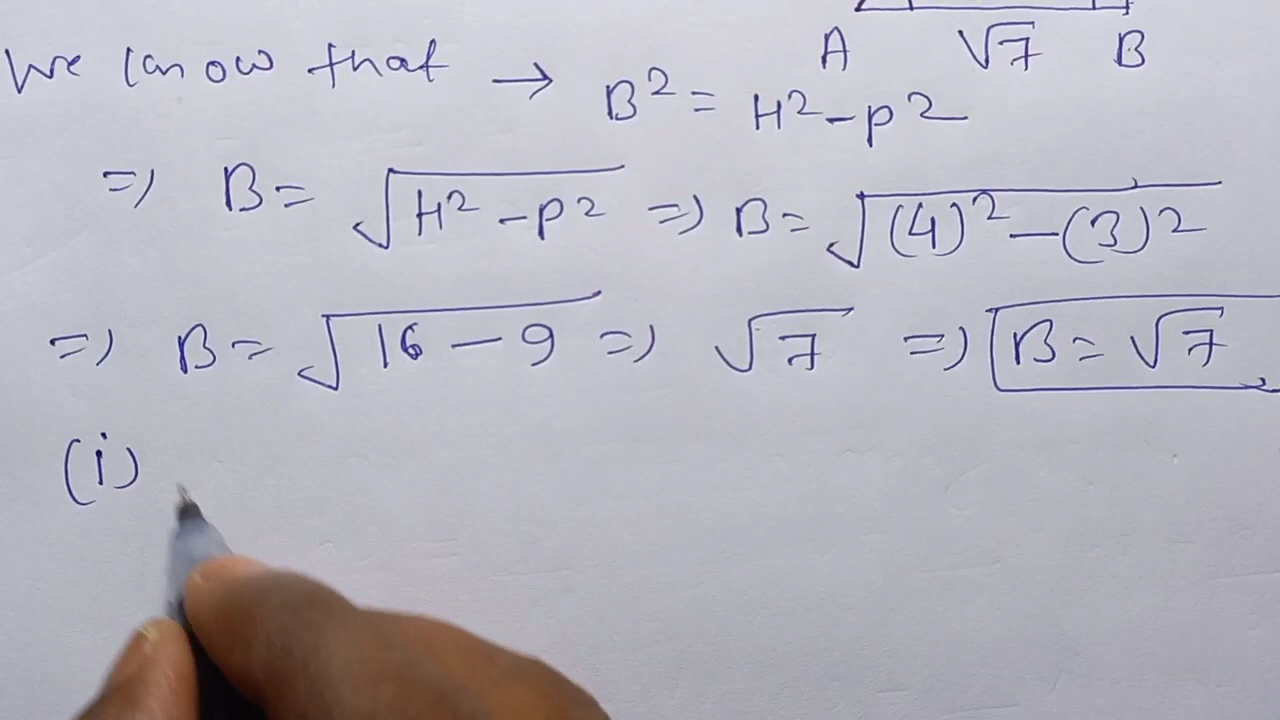 A √7 B
We know that → B² = H² - P²
=> B = √(H² - P²) => B = √((4)² - (3)²)
=> B = √(16 - 9) => √7 => B = √7
(i)